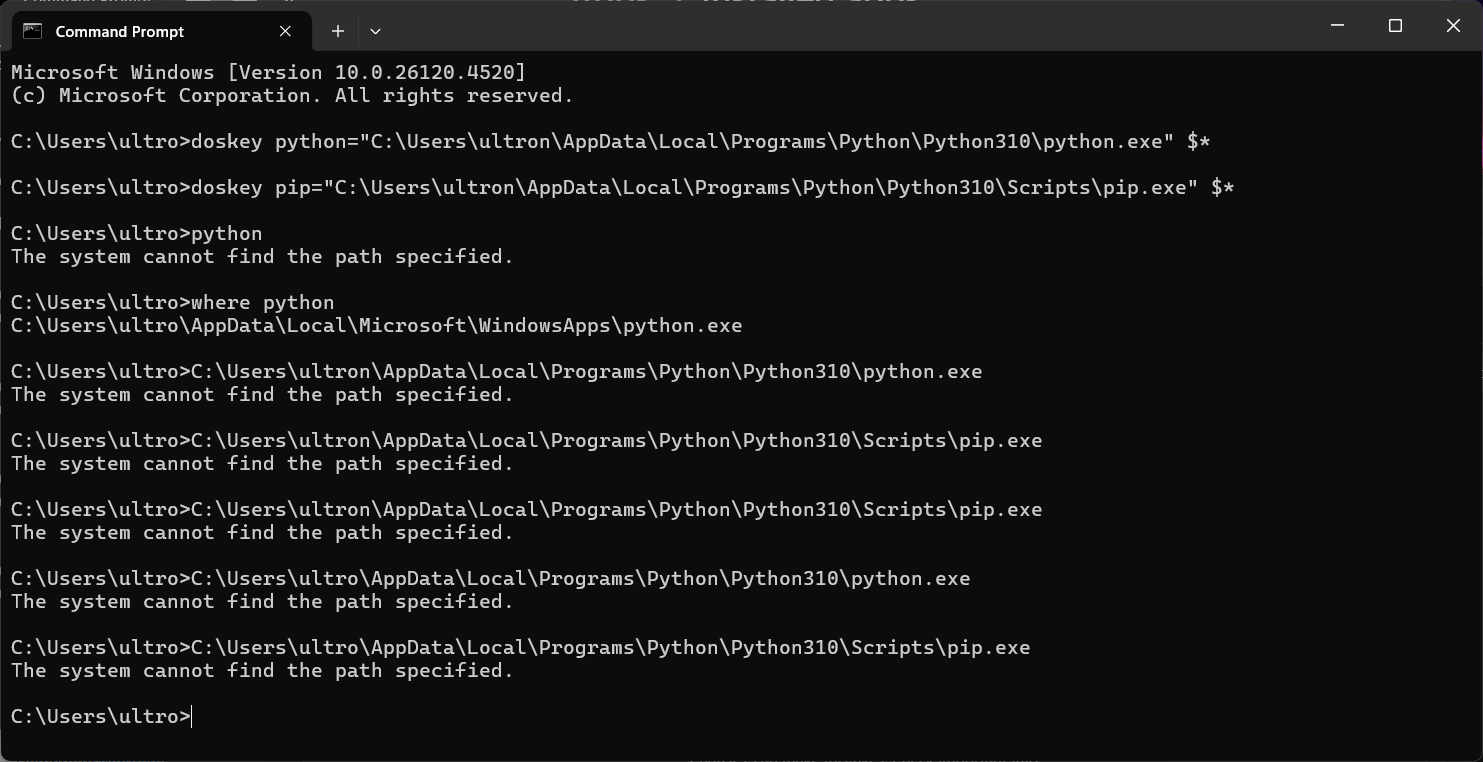 Command Prompt
Microsoft Windows [Version 10.0.26120.4520]
(c) Microsoft Corporation. All rights reserved.
C:\Users\ultro>doskey python="C:\Users\ultron\AppData\Local\Programs\Python\Python310\python.exe" $*
C:\Users\ultro>doskey pip="C:\Users\ultron\AppData\Local\Programs\Python\Python310\Scripts\pip.exe" $*
C:\Users\ultro>python
The system cannot find the path specified.
C:\Users\ultro>where python
C:\Users\ultro\AppData\Local\Microsoft\WindowsApps\python.exe
C:\Users\ultro>C:\Users\ultron\AppData\Local\Programs\Python\Python310\python.exe
The system cannot find the path specified.
C:\Users\ultro>C:\Users\ultron\AppData\Local\Programs\Python\Python310\Scripts\pip.exe
The system cannot find the path specified.
C:\Users\ultro>C:\Users\ultron\AppData\Local\Programs\Python\Python310\Scripts\pip.exe
The system cannot find the path specified.
C:\Users\ultro>C:\Users\ultro\AppData\Local\Programs\Python\Python310\python.exe
The system cannot find the path specified.
C:\Users\ultro>C:\Users\ultro\AppData\Local\Programs\Python\Python310\Scripts\pip.exe
The system cannot find the path specified.
C:\Users\ultro>